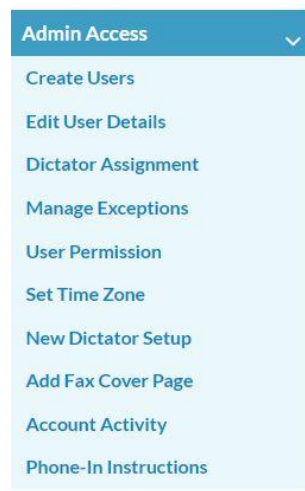 Admin Access
Create Users
Edit User Details
Dictator Assignment
Manage Exceptions
User Permission
Set Time Zone
New Dictator Setup
Add Fax Cover Page
Account Activity
Phone-In Instructions